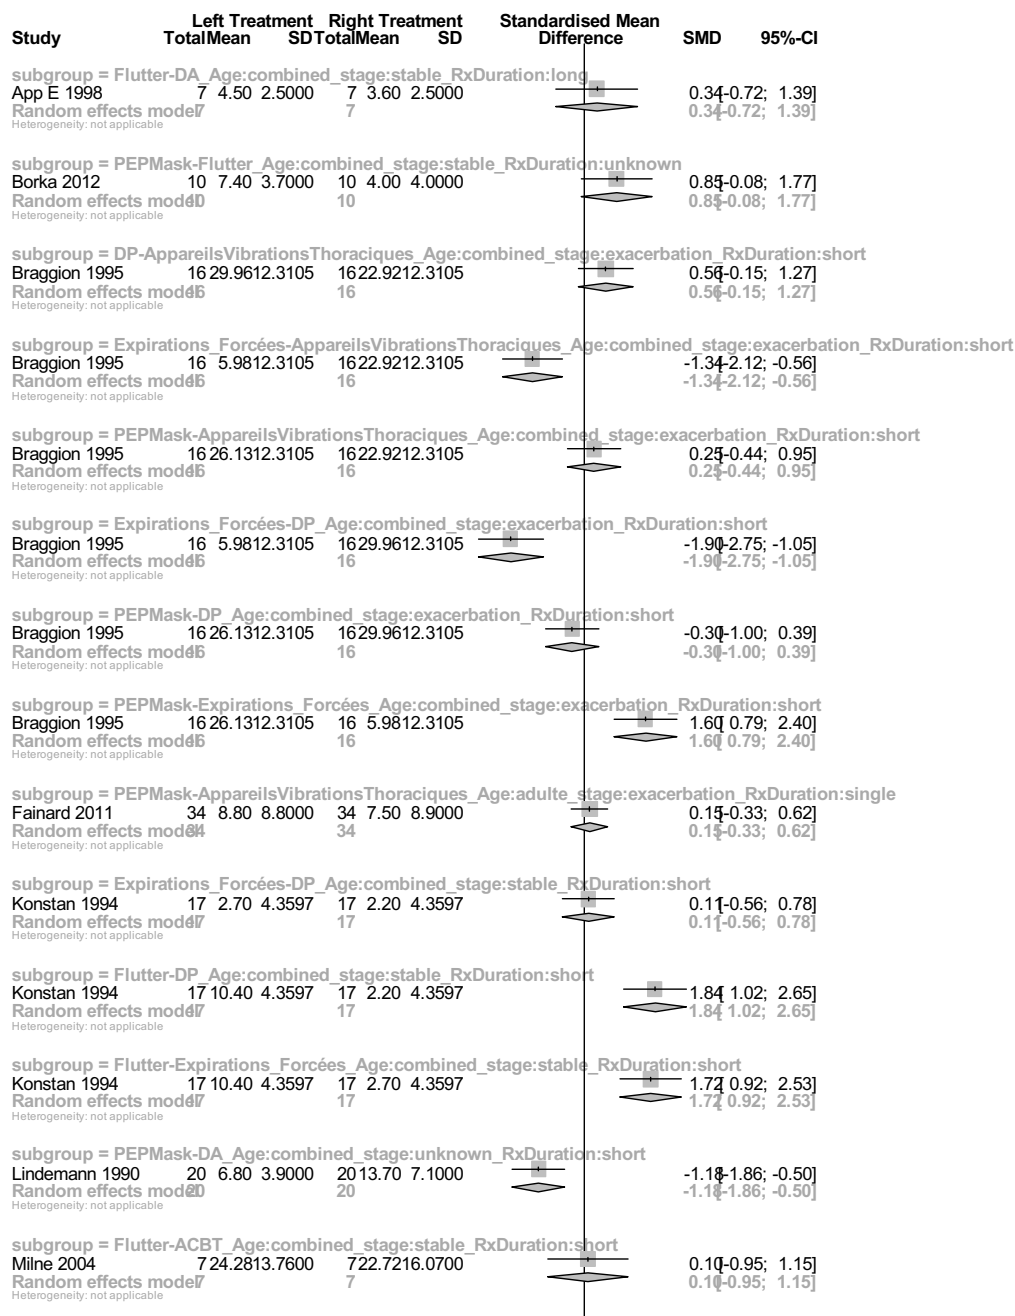 Left Treatment Right Treatment Standardised Mean
Study Total Mean SD Total Mean SD Difference SMD 95%-CI
subgroup = Flutter-DA_Age:combined_stage:stable_RxDuration:long
App E 1998 7 4.50 2.5000 7 3.60 2.5000 0.34 [-0.72; 1.39]
Random effects model 7 7 0.34 [-0.72; 1.39]
Heterogeneity: not applicable
subgroup = PEPMask-Flutter_Age:combined_stage:stable_RxDuration:unknown
Borka 2012 10 7.40 3.7000 10 4.00 4.0000 0.85 [-0.08; 1.77]
Random effects model 10 10 0.85 [-0.08; 1.77]
Heterogeneity: not applicable
subgroup = DP-AppareilsVibrationsThoraciques_Age:combined_stage:exacerbation_RxDuration:short
Braggion 1995 16 29.96 12.3105 16 22.92 12.3105 0.56 [-0.15; 1.27]
Random effects model 16 16 0.56 [-0.15; 1.27]
Heterogeneity: not applicable
subgroup = Expirations_Forcées-AppareilsVibrationsThoraciques_Age:combined_stage:exacerbation_RxDuration:short
Braggion 1995 16 5.98 12.3105 16 22.92 12.3105 -1.34 [-2.12; -0.56]
Random effects model 16 16 -1.34 [-2.12; -0.56]
Heterogeneity: not applicable
subgroup = PEPMask-AppareilsVibrationsThoraciques_Age:combined_stage:exacerbation_RxDuration:short
Braggion 1995 16 26.13 12.3105 16 22.92 12.3105 0.25 [-0.44; 0.95]
Random effects model 16 16 0.25 [-0.44; 0.95]
Heterogeneity: not applicable
subgroup = Expirations_Forcées-DP_Age:combined_stage:exacerbation_RxDuration:short
Braggion 1995 16 5.98 12.3105 16 29.96 12.3105 -1.90 [-2.75; -1.05]
Random effects model 16 16 -1.90 [-2.75; -1.05]
Heterogeneity: not applicable
subgroup = PEPMask-DP_Age:combined_stage:exacerbation_RxDuration:short
Braggion 1995 16 26.13 12.3105 16 29.96 12.3105 -0.30 [-1.00; 0.39]
Random effects model 16 16 -0.30 [-1.00; 0.39]
Heterogeneity: not applicable
subgroup = PEPMask-Expirations_Forcées_Age:combined_stage:exacerbation_RxDuration:short
Braggion 1995 16 26.13 12.3105 16 5.98 12.3105 1.60 [ 0.79; 2.40]
Random effects model 16 16 1.60 [ 0.79; 2.40]
Heterogeneity: not applicable
subgroup = PEPMask-AppareilsVibrationsThoraciques_Age:adulte_stage:exacerbation_RxDuration:single
Fainard 2011 34 8.80 8.8000 34 7.50 8.9000 0.15 [-0.33; 0.62]
Random effects model 34 34 0.15 [-0.33; 0.62]
Heterogeneity: not applicable
subgroup = Expirations_Forcées-DP_Age:combined_stage:stable_RxDuration:short
Konstan 1994 17 2.70 4.3597 17 2.20 4.3597 0.11 [-0.56; 0.78]
Random effects model 17 17 0.11 [-0.56; 0.78]
Heterogeneity: not applicable
subgroup = Flutter-DP_Age:combined_stage:stable_RxDuration:short
Konstan 1994 17 10.40 4.3597 17 2.20 4.3597 1.84 [ 1.02; 2.65]
Random effects model 17 17 1.84 [ 1.02; 2.65]
Heterogeneity: not applicable
subgroup = Flutter-Expirations_Forcées_Age:combined_stage:stable_RxDuration:short
Konstan 1994 17 10.40 4.3597 17 2.70 4.3597 1.72 [ 0.92; 2.53]
Random effects model 17 17 1.72 [ 0.92; 2.53]
Heterogeneity: not applicable
subgroup = PEPMask-DA_Age:combined_stage:unknown_RxDuration:short
Lindemann 1990 20 6.80 3.9000 20 13.70 7.1000 -1.18 [-1.86; -0.50]
Random effects model 20 20 -1.18 [-1.86; -0.50]
Heterogeneity: not applicable
subgroup = Flutter-ACBT_Age:combined_stage:stable_RxDuration:short
Milne 2004 7 24.28 13.7600 7 22.72 16.0700 0.10 [-0.95; 1.15]
Random effects model 7 7 0.10 [-0.95; 1.15]
Heterogeneity: not applicable